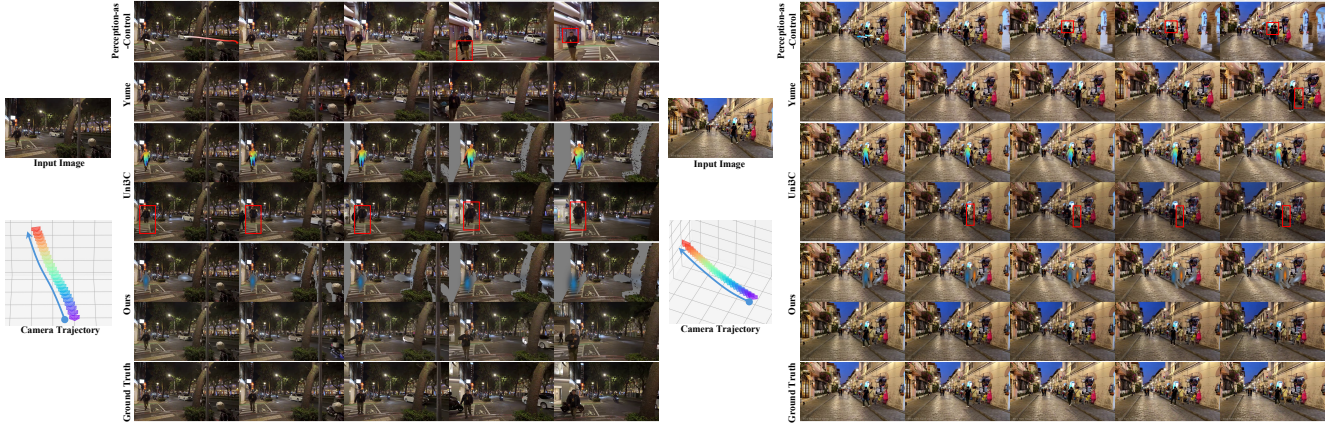 Perception-as
-Control
Yume
Uni3C
Ours
Ground Truth
Input Image
Camera Trajectory
Perception-as
-Control
Yume
Uni3C
Ours
Ground Truth
Input Image
Camera Trajectory